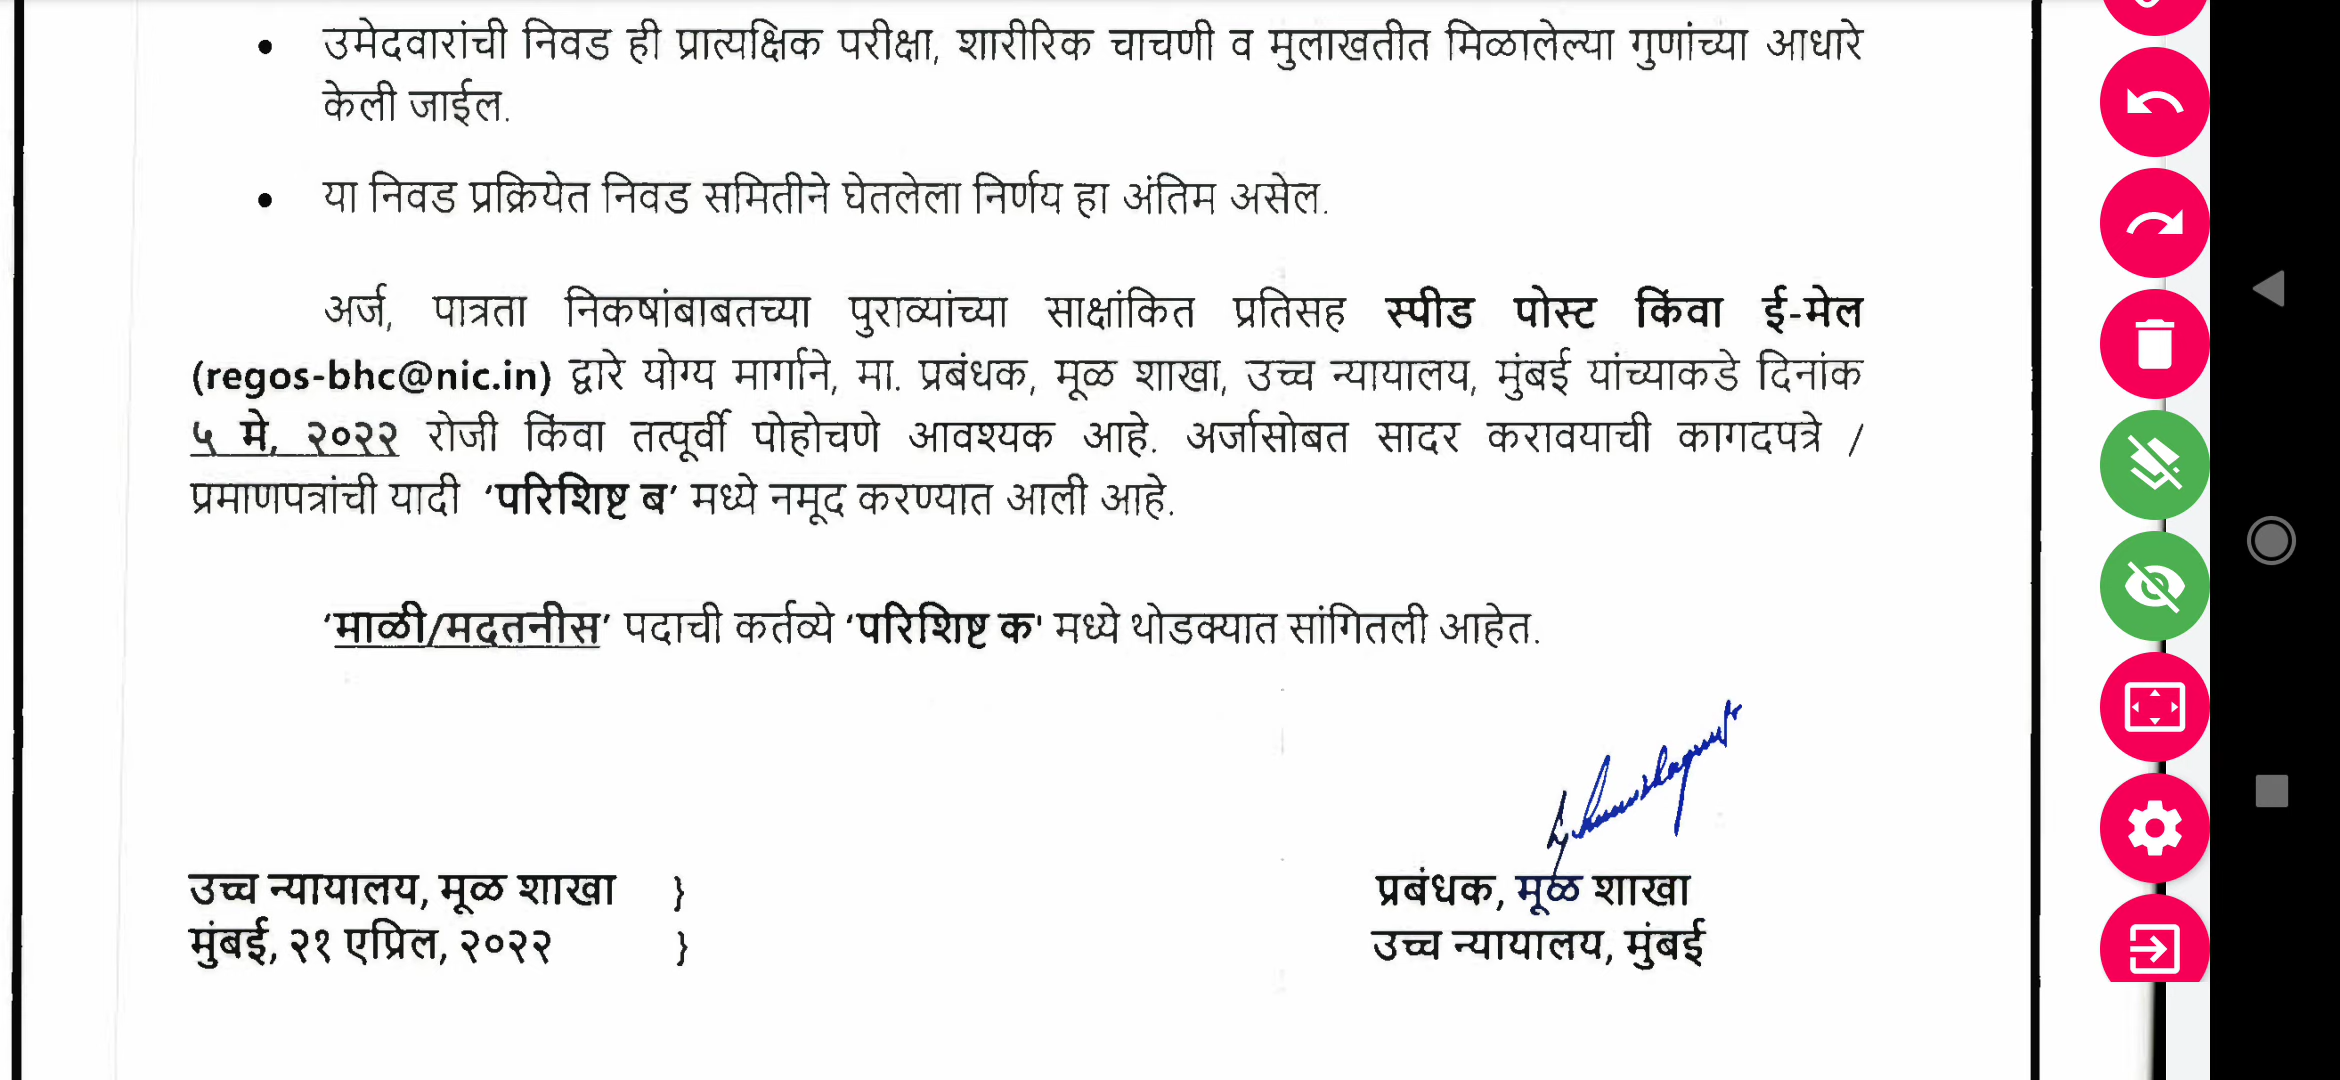 • उमेदवारांची निवड ही प्रात्यक्षिक परीक्षा, शारीरिक चाचणी व मुलाखतीत मिळालेल्या गुणांच्या आधारे
केली जाईल.
• या निवड प्रक्रियेत निवड समितीने घेतलेला निर्णय हा अंतिम असेल.
अर्ज, पात्रता निकषांबाबतच्या पुराव्यांच्या साक्षांकित प्रतिसह स्पीड पोस्ट किंवा ई-मेल
(regos-bhc@nic.in) द्वारे योग्य मार्गाने, मा. प्रबंधक, मूळ शाखा, उच्च न्यायालय, मुंबई यांच्याकडे दिनांक
५ मे, २०२२ रोजी किंवा तत्पूर्वी पोहोचणे आवश्यक आहे. अर्जासोबत सादर करावयाची कागदपत्रे /
प्रमाणपत्रांची यादी ‘परिशिष्ट ब’ मध्ये नमूद करण्यात आली आहे.
‘माळी/मदतनीस’ पदाची कर्तव्ये ‘परिशिष्ट क' मध्ये थोडक्यात सांगितली आहेत.
उच्च न्यायालय, मूळ शाखा }
मुंबई, २१ एप्रिल, २०२२ }
प्रबंधक, मूळ शाखा
उच्च न्यायालय, मुंबई